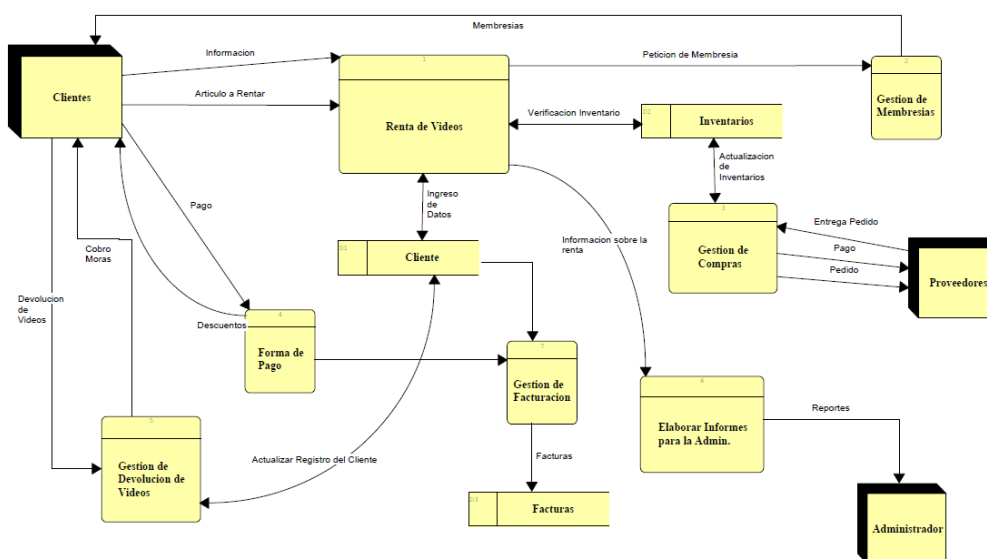 Membresias
Informacion
Articulo a Rentar
Clientes
1
Renta de Videos
Peticion de Membresia
2
Gestion de
Membresias
Verificacion Inventario
D2
Inventarios
Actualizacion
de
Inventarios
Ingreso
de
Datos
Pago
3
Gestion de
Compras
Entrega Pedido
Pago
Pedido
Proveedores
Informacion sobre la
renta
D1
Cliente
Cobro
Moras
Devolucion
de
Videos
Descuentos
4
Forma de
Pago
7
Gestion de
Facturacion
6
Elaborar Informes
para la Admin.
Reportes
5
Gestion de
Devolucion de
Videos
Actualizar Registro del Cliente
Facturas
D3
Facturas
Administrador